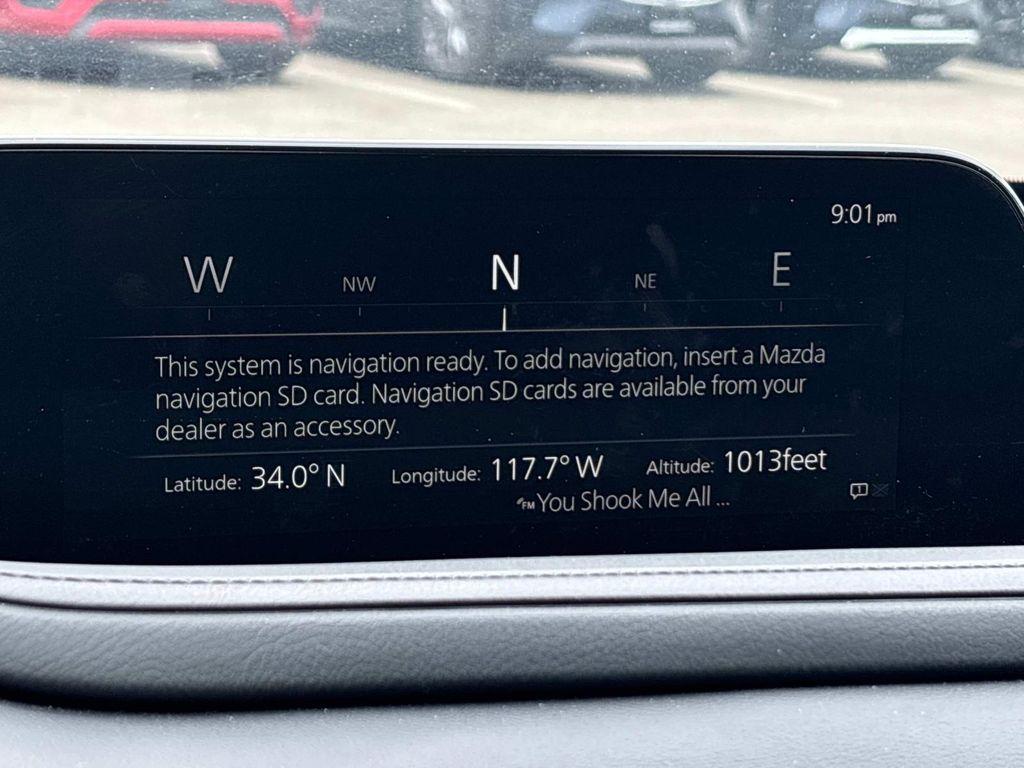 9:01pm
W NW N NE E
This system is navigation ready. To add navigation, insert a Mazda
navigation SD card. Navigation SD cards are available from your
dealer as an accessory.
Latitude: 34.0° N Longitude: 117.7° W Altitude: 1013feet
FM You Shook Me All ...
1